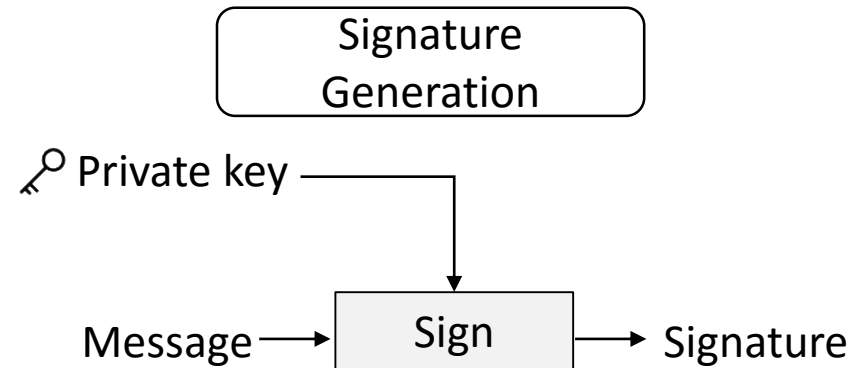 Signature
Generation
Private key
Message
Sign
Signature